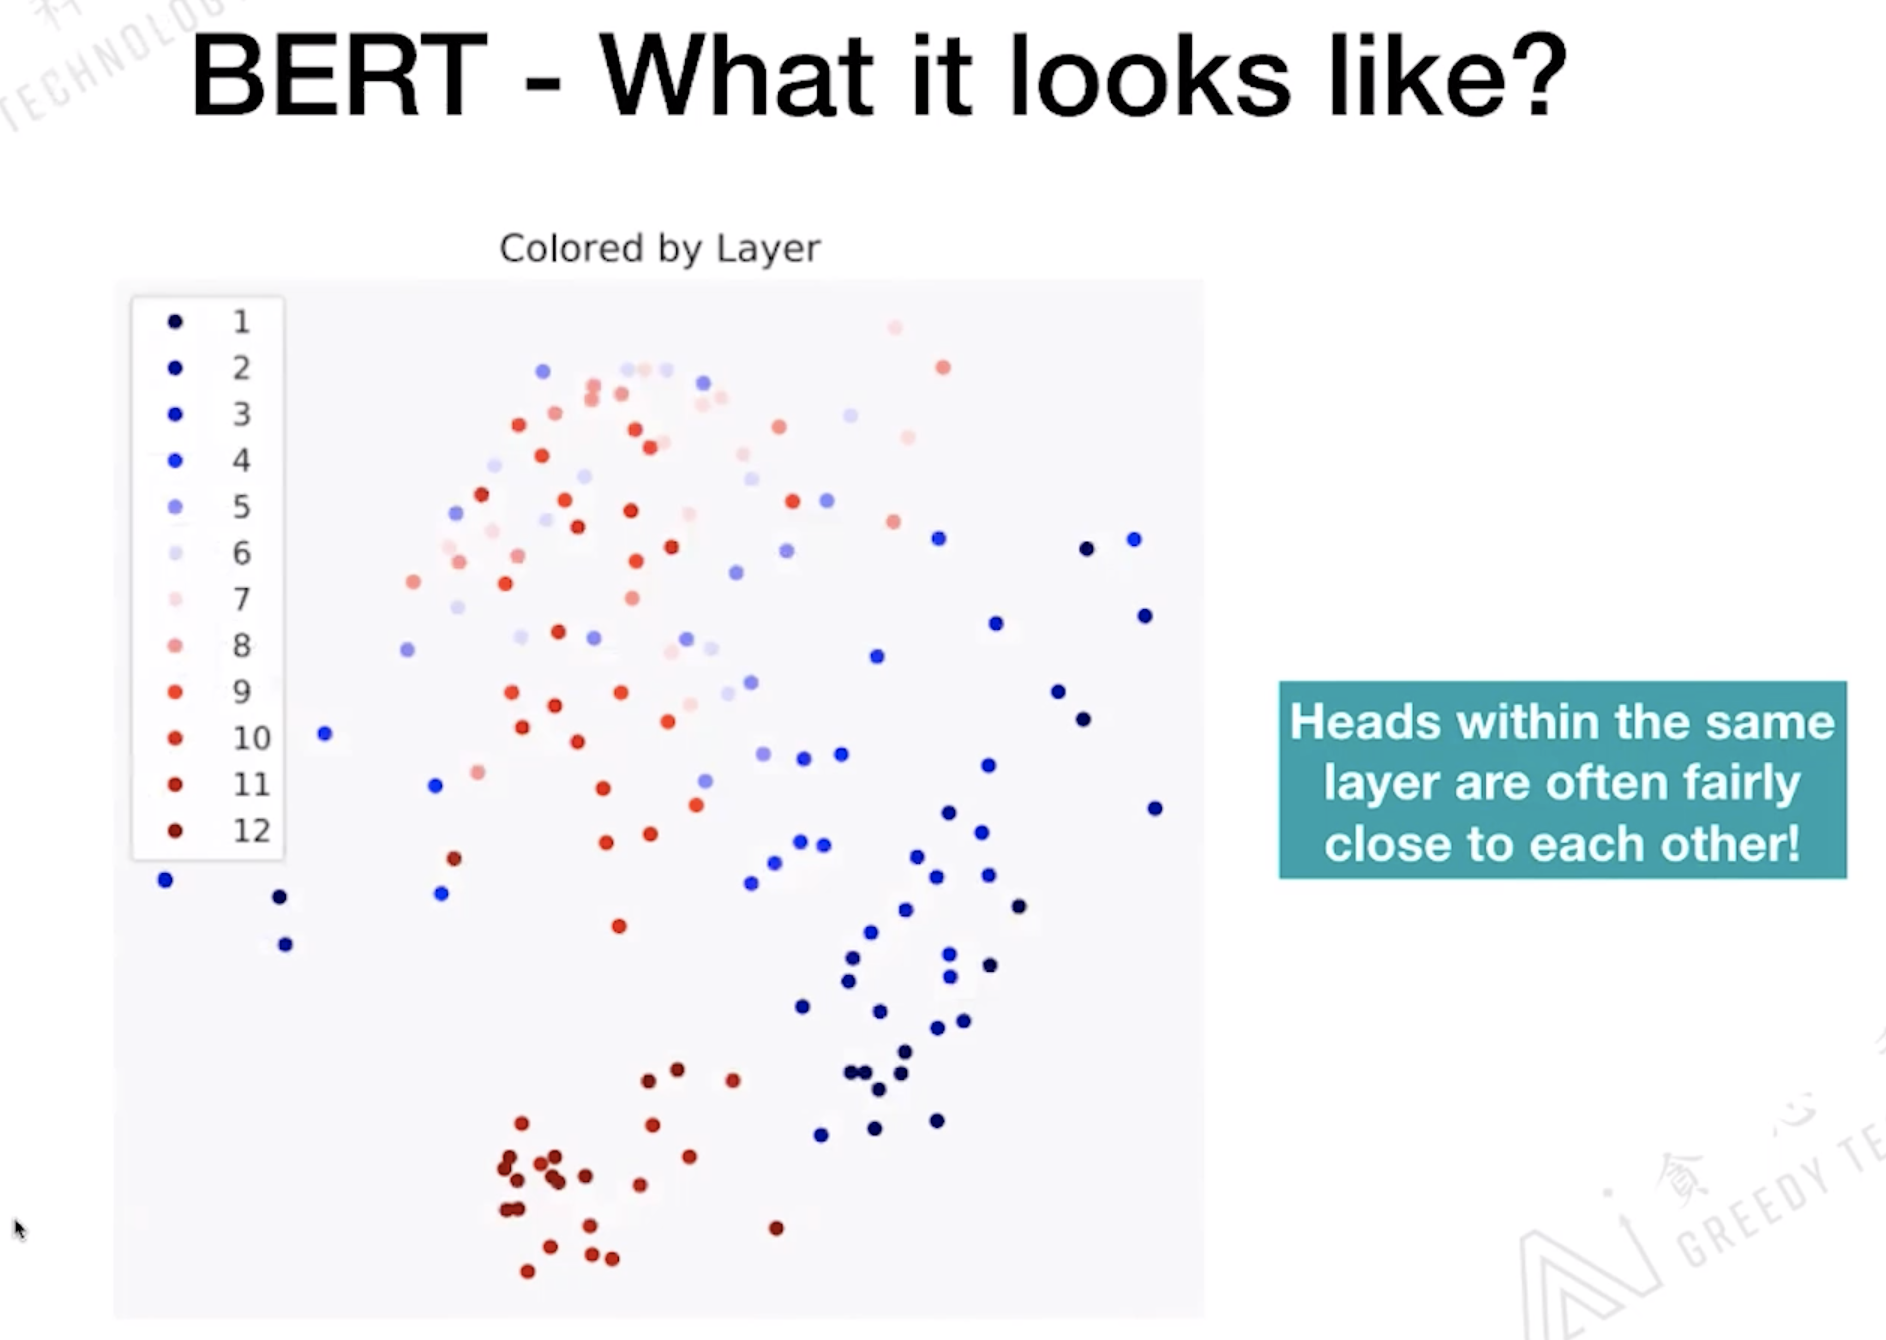 TECHNOLOG
BERT - What it looks like?
Colored by Layer
1
2
3
4
5
6
7
8
9
10
11
12
Heads within the same
layer are often fairly
close to each other!
贪
GREEDY TE